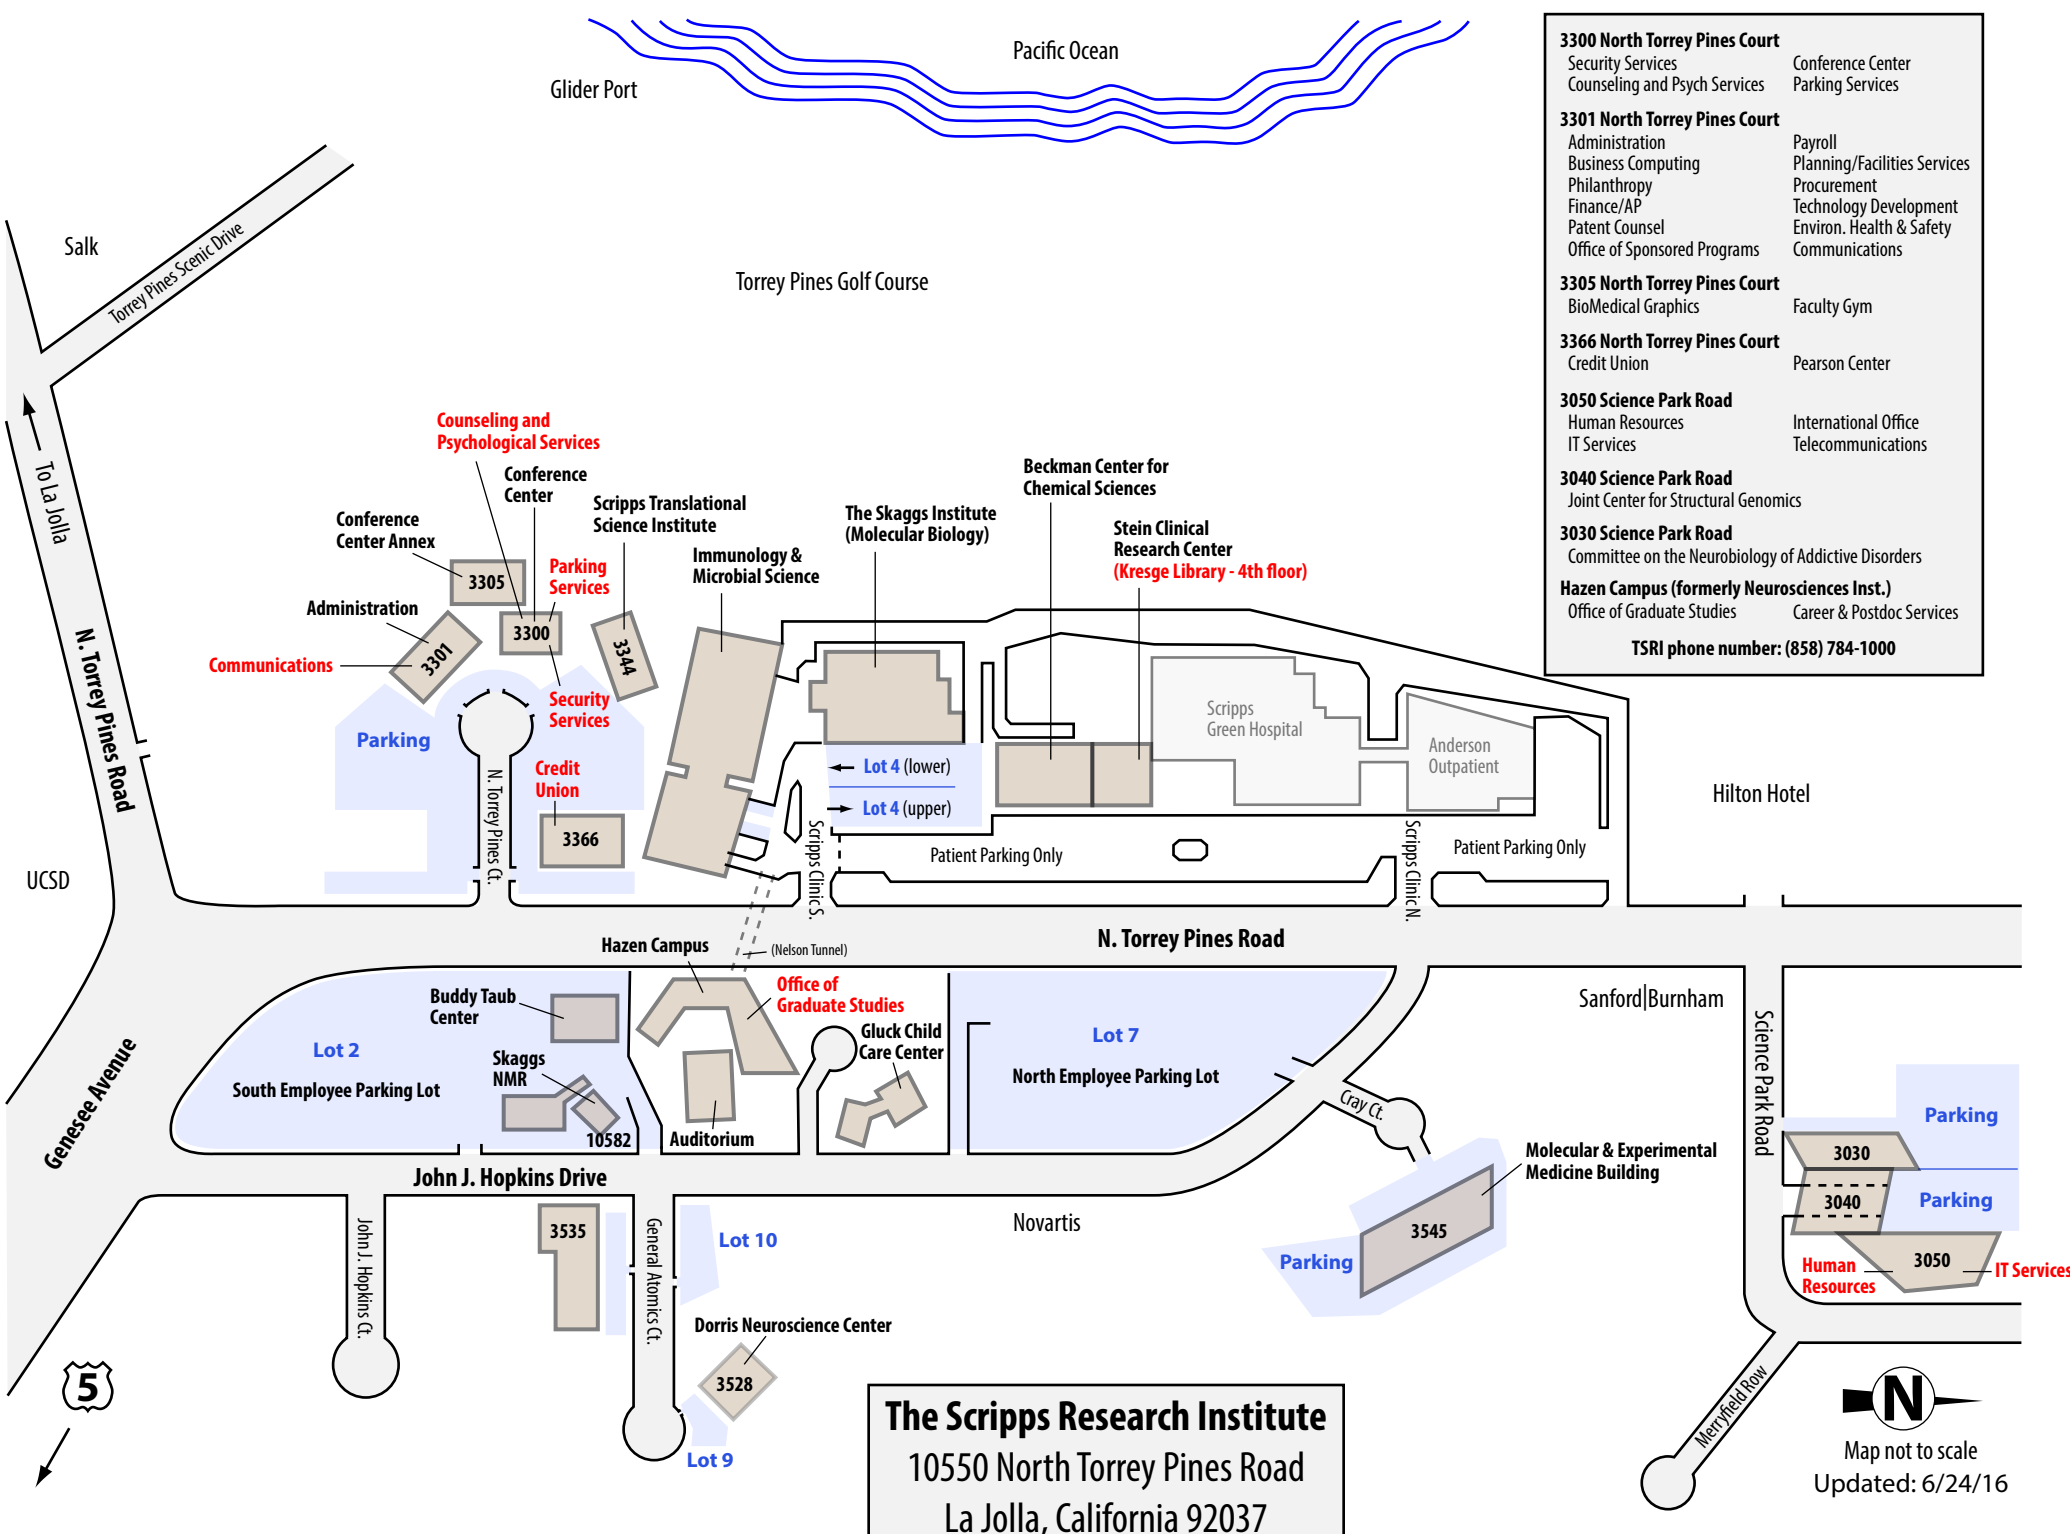 Pacific Ocean
Glider Port
Salk
Torrey Pines Scenic Drive
Torrey Pines Golf Course
3300 North Torrey Pines Court
Security Services Conference Center
Counseling and Psych Services Parking Services
3301 North Torrey Pines Court
Administration Payroll
Business Computing Planning/Facilities Services
Philanthropy Procurement
Finance/AP Technology Development
Patent Counsel Environ. Health & Safety
Office of Sponsored Programs Communications
3305 North Torrey Pines Court
BioMedical Graphics Faculty Gym
3366 North Torrey Pines Court
Credit Union Pearson Center
3050 Science Park Road
Human Resources International Office
IT Services Telecommunications
3040 Science Park Road
Joint Center for Structural Genomics
3030 Science Park Road
Committee on the Neurobiology of Addictive Disorders
Hazen Campus (formerly Neurosciences Inst.)
Office of Graduate Studies Career & Postdoc Services
TSRI phone number: (858) 784-1000
To La Jolla
N. Torrey Pines Road
Counseling and
Psychological Services
Conference
Center
Conference
Center Annex
Scripps Translational
Science Institute
Immunology &
Microbial Science
The Skaggs Institute
(Molecular Biology)
Beckman Center for
Chemical Sciences
Stein Clinical
Research Center
(Kresge Library - 4th floor)
3305
Parking
Services
Administration
3300
3301
3344
Communications
Security
Services
Parking
Credit
Union
3366
N. Torrey Pines Ct.
Lot 4 (lower)
Lot 4 (upper)
Scripps
Green Hospital
Anderson
Outpatient
Hilton Hotel
Scripps Clinic S.
Patient Parking Only
Scripps Clinic N.
Patient Parking Only
UCSD
N. Torrey Pines Road
Hazen Campus
(Nelson Tunnel)
Buddy Taub
Center
Office of
Graduate Studies
Gluck Child
Care Center
Lot 2
South Employee Parking Lot
Skaggs
NMR
10582
Auditorium
Lot 7
North Employee Parking Lot
Sanford|Burnham
Science Park Road
Cray Ct.
Genesee Avenue
John J. Hopkins Drive
Molecular & Experimental
Medicine Building
3545
Parking
Parking
3030
3040
Parking
3050
Human
Resources
IT Services
John J. Hopkins Ct.
3535
General Atomics Ct.
Lot 10
Novartis
Dorris Neuroscience Center
3528
Lot 9
5
Merryfield Row
N
Map not to scale
Updated: 6/24/16
The Scripps Research Institute
10550 North Torrey Pines Road
La Jolla, California 92037